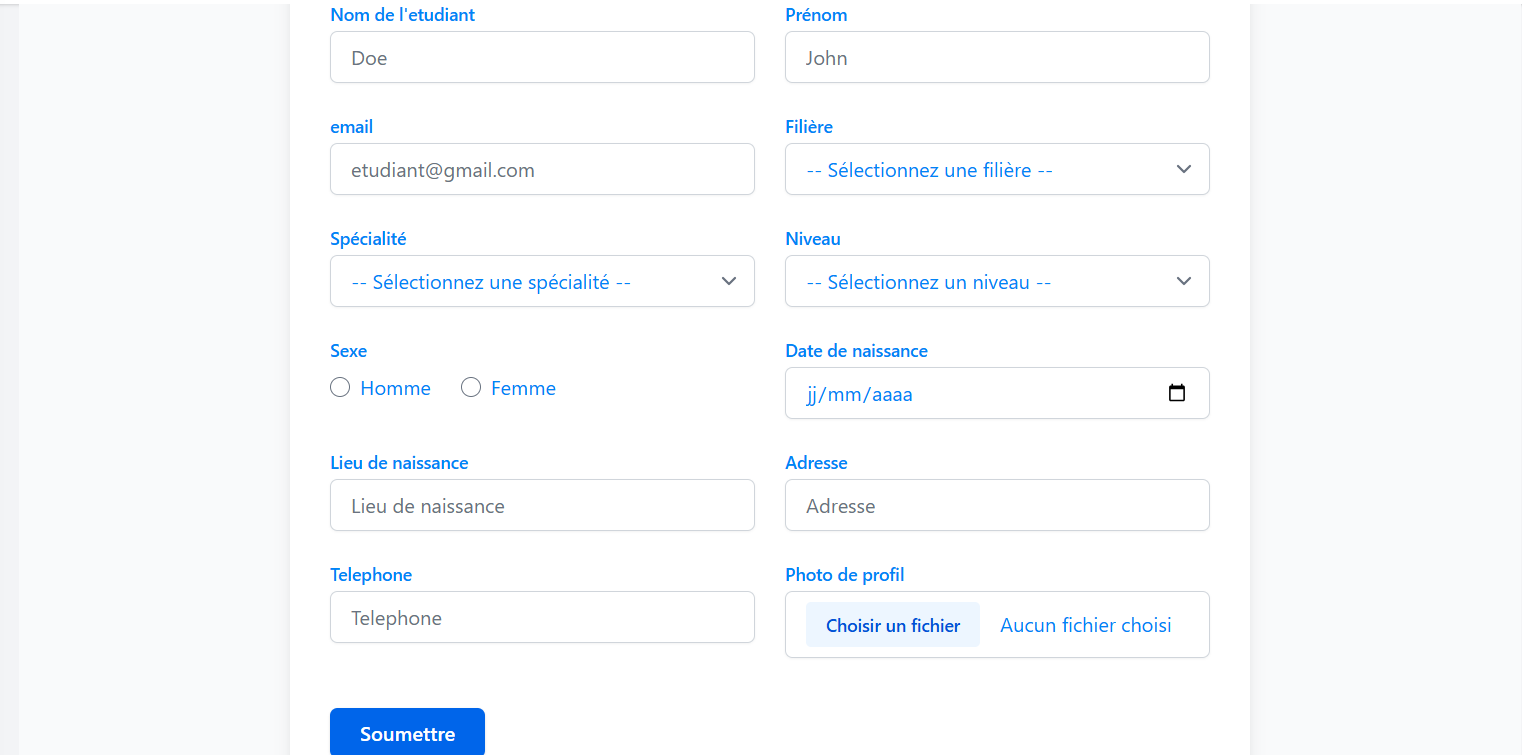 Nom de l'etudiant
Prénom
Doe
John
email
Filière
etudiant@gmail.com
-- Sélectionnez une filière --
Spécialité
Niveau
-- Sélectionnez une spécialité --
-- Sélectionnez un niveau --
Sexe
Date de naissance
Homme Femme
jj/mm/aaaa
Lieu de naissance
Adresse
Lieu de naissance
Adresse
Telephone
Photo de profil
Telephone
Choisir un fichier Aucun fichier choisi
Soumettre